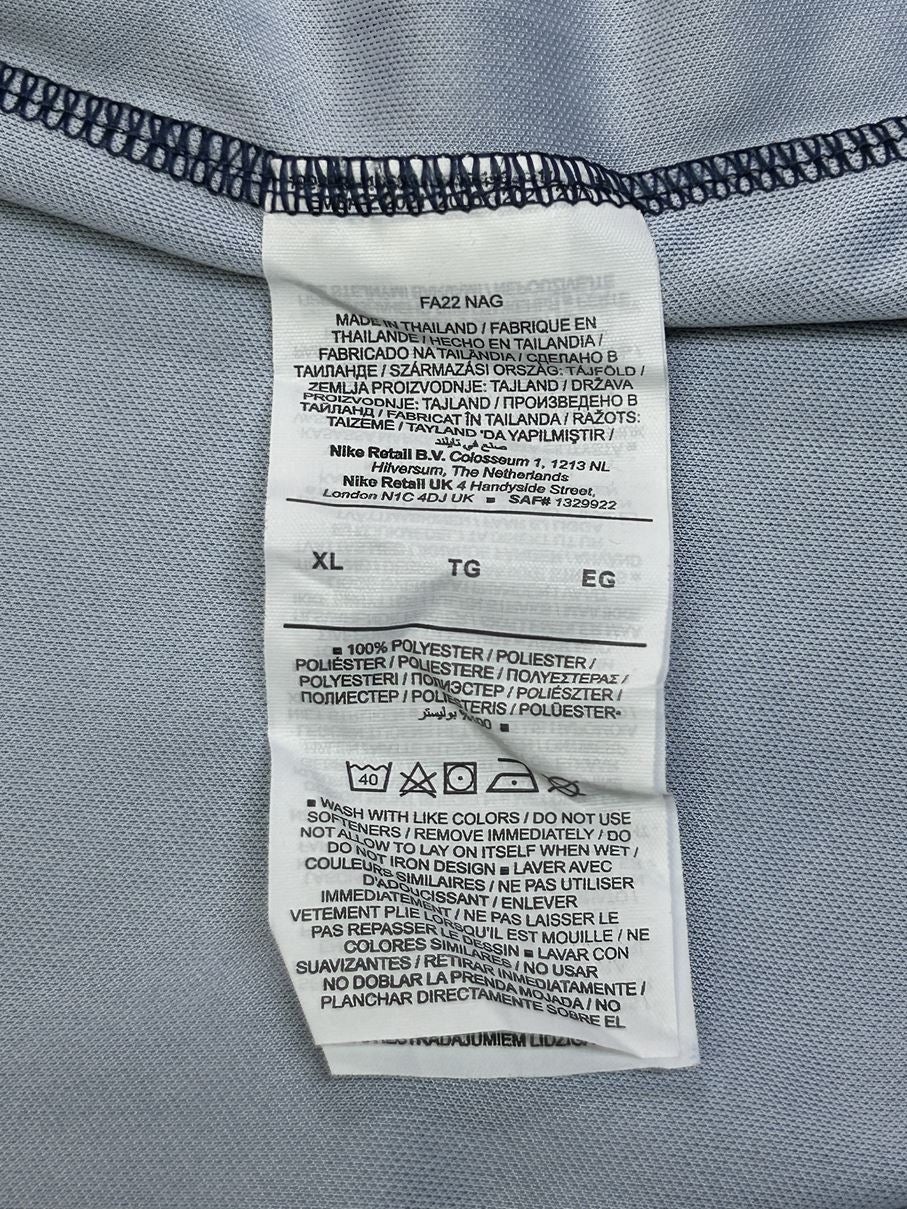 FA22 NAG
MADE IN THAILAND / FABRIQUE EN
THAILANDE / HECHO EN TAILANDIA /
FABRICADO NA TAILÂNDIA / СДЕЛАНО В
ТАИЛАНДЕ / SZÁRMAZÁSI ORSZÁG: TÁJFÖLD /
ZEMLJA PROIZVODNJE: TAJLAND / DRŽAVA
PROIZVODNJE: TAJLAND / ПРОИЗВЕДЕНО В
ТАЙЛАНД / FABRICAT ÎN TAILANDA / RAŽOTS:
TAIZEME / TAYLAND 'DA YAPILMIŞTIR /
صنع في تايلند
Nike Retail B.V. Colosseum 1, 1213 NL
Hilversum, The Netherlands
Nike Retail UK 4 Handyside Street,
London N1C 4DJ UK ■ SAF# 1329922
XL TG EG
■ 100% POLYESTER / POLIESTER /
POLIÉSTER / POLIESTERE / ΠΟΛΥΕΣΤΕΡΑΣ /
POLYESTERI / ПОЛИЭСТЕР / POLIÉSZTER /
ПОЛИЕСТЕР / POLIESTERIS / POLÜESTER
بوليستر ■
40
■ WASH WITH LIKE COLORS / DO NOT USE
SOFTENERS / REMOVE IMMEDIATELY / DO
NOT ALLOW TO LAY ON ITSELF WHEN WET /
DO NOT IRON DESIGN ■ LAVER AVEC
COULEURS SIMILAIRES / NE PAS UTILISER
D'ADOUCISSANT / ENLEVER
IMMEDIATEMENT / NE PAS LAISSER LE
VETEMENT PLIE LORSQU'IL EST MOUILLE / NE
PAS REPASSER LE DESSIN ■ LAVAR CON
COLORES SIMILARES / NO USAR
SUAVIZANTES / RETIRAR INMEDIATAMENTE /
NO DOBLAR LA PRENDA MOJADA / NO
PLANCHAR DIRECTAMENTE SOBRE EL